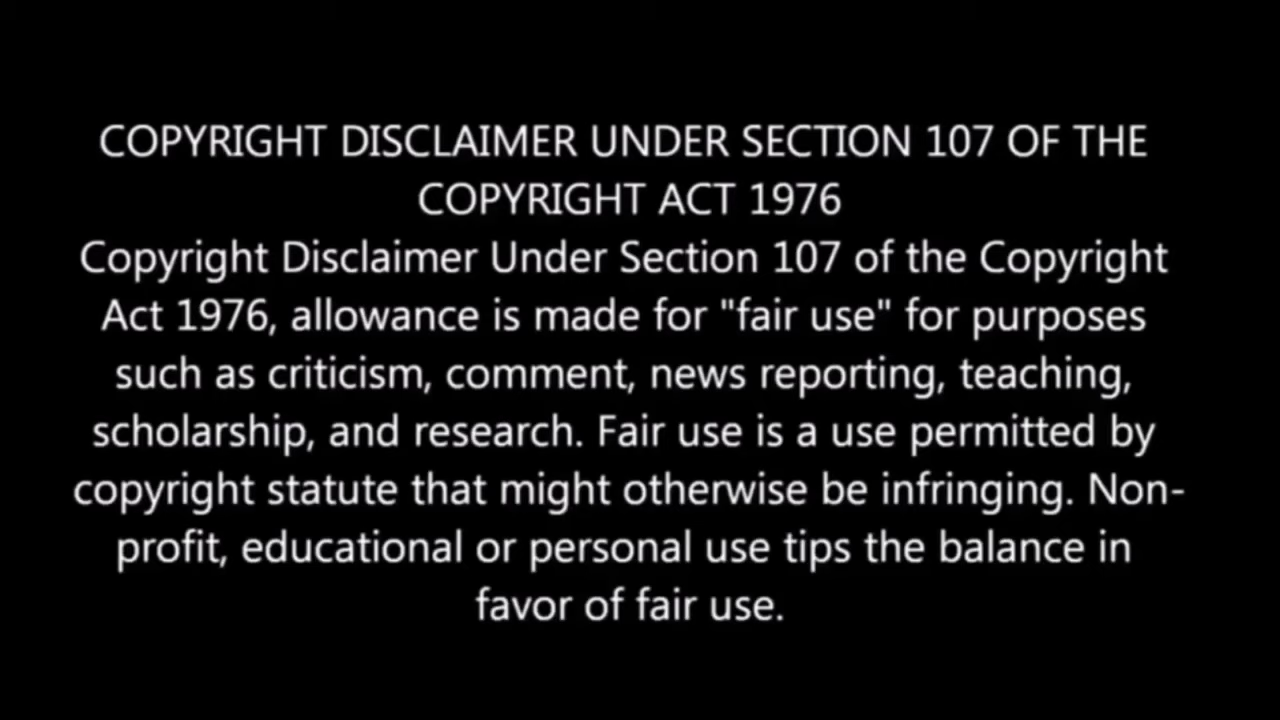 COPYRIGHT DISCLAIMER UNDER SECTION 107 OF THE
COPYRIGHT ACT 1976
Copyright Disclaimer Under Section 107 of the Copyright
Act 1976, allowance is made for "fair use" for purposes
such as criticism, comment, news reporting, teaching,
scholarship, and research. Fair use is a use permitted by
copyright statute that might otherwise be infringing. Non-
profit, educational or personal use tips the balance in
favor of fair use.